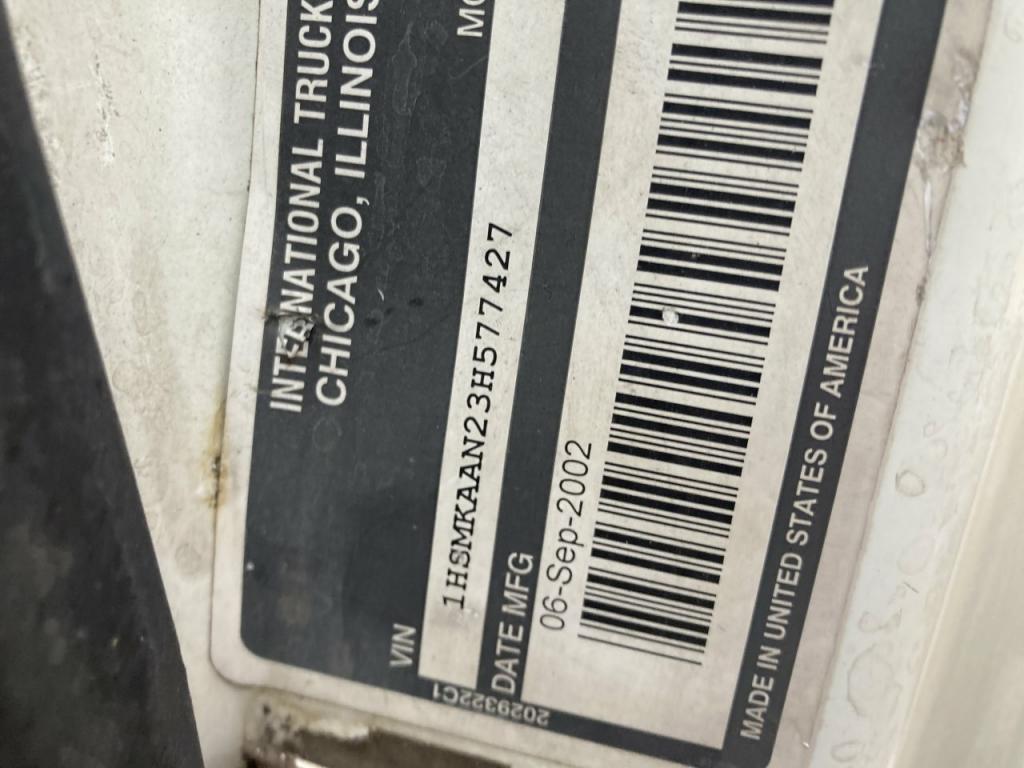 INTERNATIONAL TRUCK
CHICAGO, ILLINOIS
VIN
1HSMKAAN23H577427
DATE MFG
06-Sep-2002
MADE IN UNITED STATES OF AMERICA
2029322C1